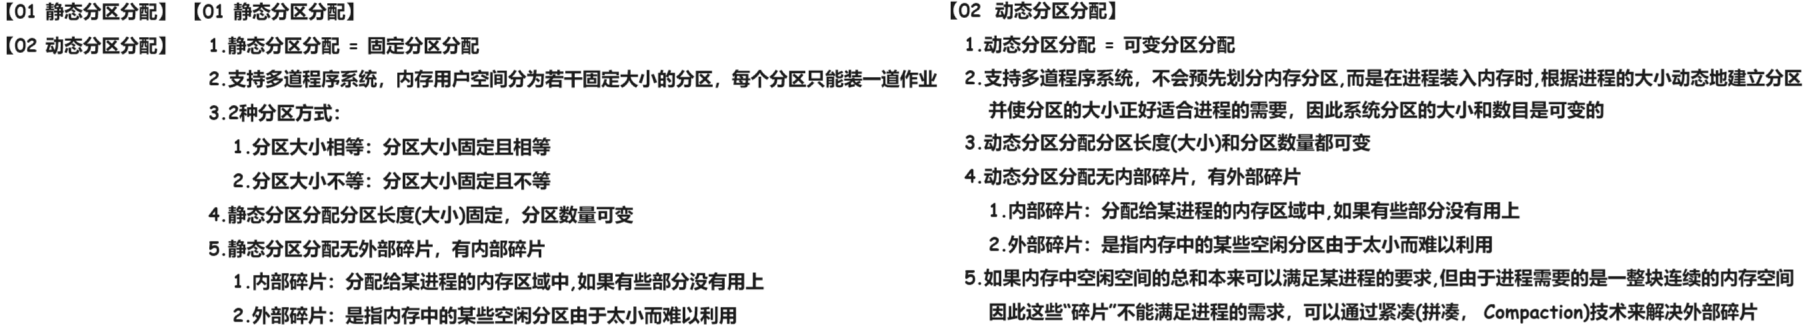 【01 静态分区分配】
【02 动态分区分配】
【01 静态分区分配】
1.静态分区分配 = 固定分区分配
2.支持多道程序系统，内存用户空间分为若干固定大小的分区，每个分区只能装一道作业
3.2种分区方式：
1.分区大小相等：分区大小固定且相等
2.分区大小不等：分区大小固定且不等
4.静态分区分配分区长度(大小)固定，分区数量可变
5.静态分区分配无外部碎片，有内部碎片
1.内部碎片：分配给某进程的内存区域中,如果有些部分没有用上
2.外部碎片：是指内存中的某些空闲分区由于太小而难以利用
【02 动态分区分配】
1.动态分区分配 = 可变分区分配
2.支持多道程序系统，不会预先划分内存分区,而是在进程装入内存时,根据进程的大小动态地建立分区
并使分区的大小正好适合进程的需要，因此系统分区的大小和数目是可变的
3.动态分区分配分区长度(大小)和分区数量都可变
4.动态分区分配无内部碎片，有外部碎片
1.内部碎片：分配给某进程的内存区域中,如果有些部分没有用上
2.外部碎片：是指内存中的某些空闲分区由于太小而难以利用
5.如果内存中空闲空间的总和本来可以满足某进程的要求,但由于进程需要的是一整块连续的内存空间
因此这些“碎片”不能满足进程的需求，可以通过紧凑(拼凑， Compaction)技术来解决外部碎片